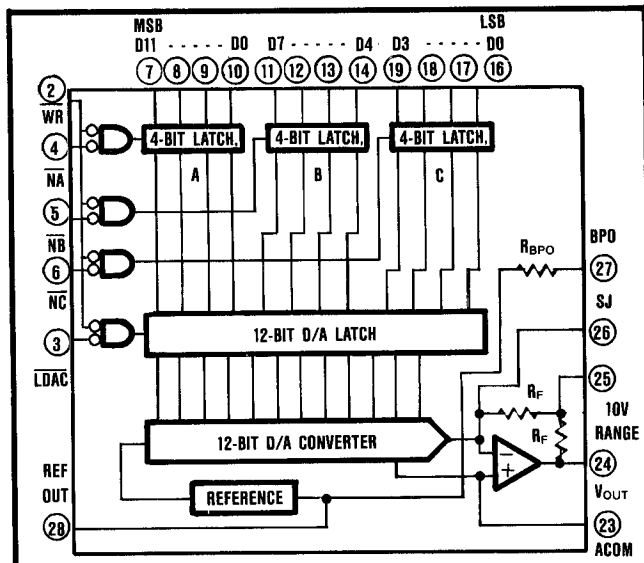 MSB LSB
D11 - - - - - D0 D7 - - - - - - D4 D3 - - - - - - D0
7 8 9 10 11 12 13 14 19 18 17 16
2
WR
4-BIT LATCH, 4-BIT LATCH, 4-BIT LATCH,
4
A B C
NA
5
BPO
NB
RBPO
27
6
SJ
NC
12-BIT D/A LATCH
26
3
LDAC
25
RF
10V
RANGE
12-BIT D/A CONVERTER
RF
24
REF
OUT
REFERENCE
VOUT
28
23
ACOM